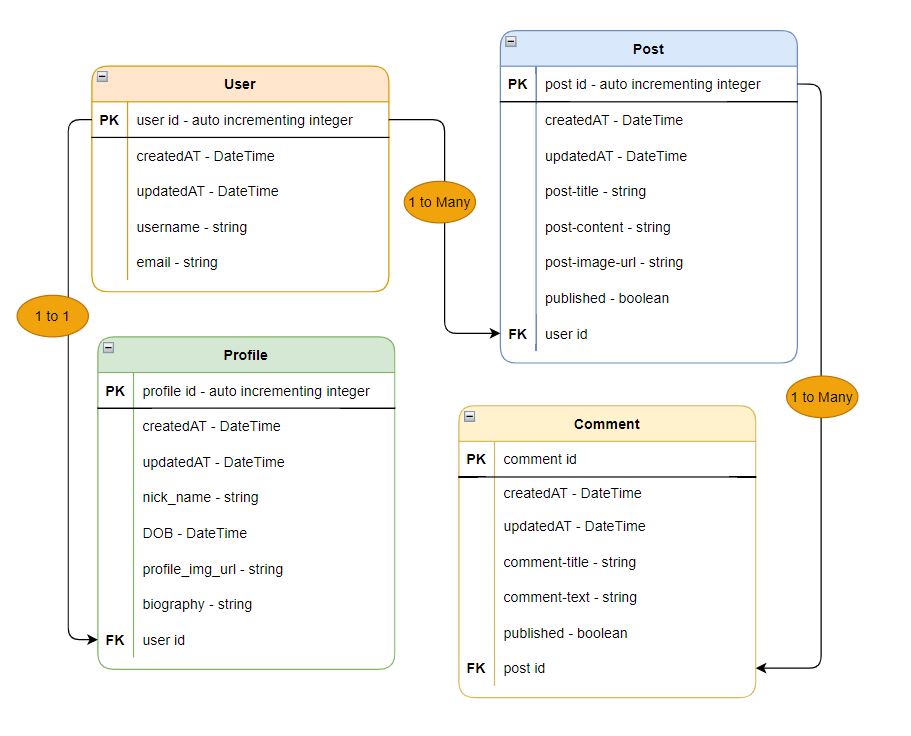 User
PK user id - auto incrementing integer
createdAT - DateTime
updatedAT - DateTime
username - string
email - string
Post
PK post id - auto incrementing integer
createdAT - DateTime
updatedAT - DateTime
post-title - string
post-content - string
post-image-url - string
published - boolean
FK user id
1 to Many
1 to 1
Profile
PK profile id - auto incrementing integer
createdAT - DateTime
updatedAT - DateTime
nick_name - string
DOB - DateTime
profile_img_url - string
biography - string
FK user id
1 to Many
Comment
PK comment id
createdAT - DateTime
updatedAT - DateTime
comment-title - string
comment-text - string
published - boolean
FK post id